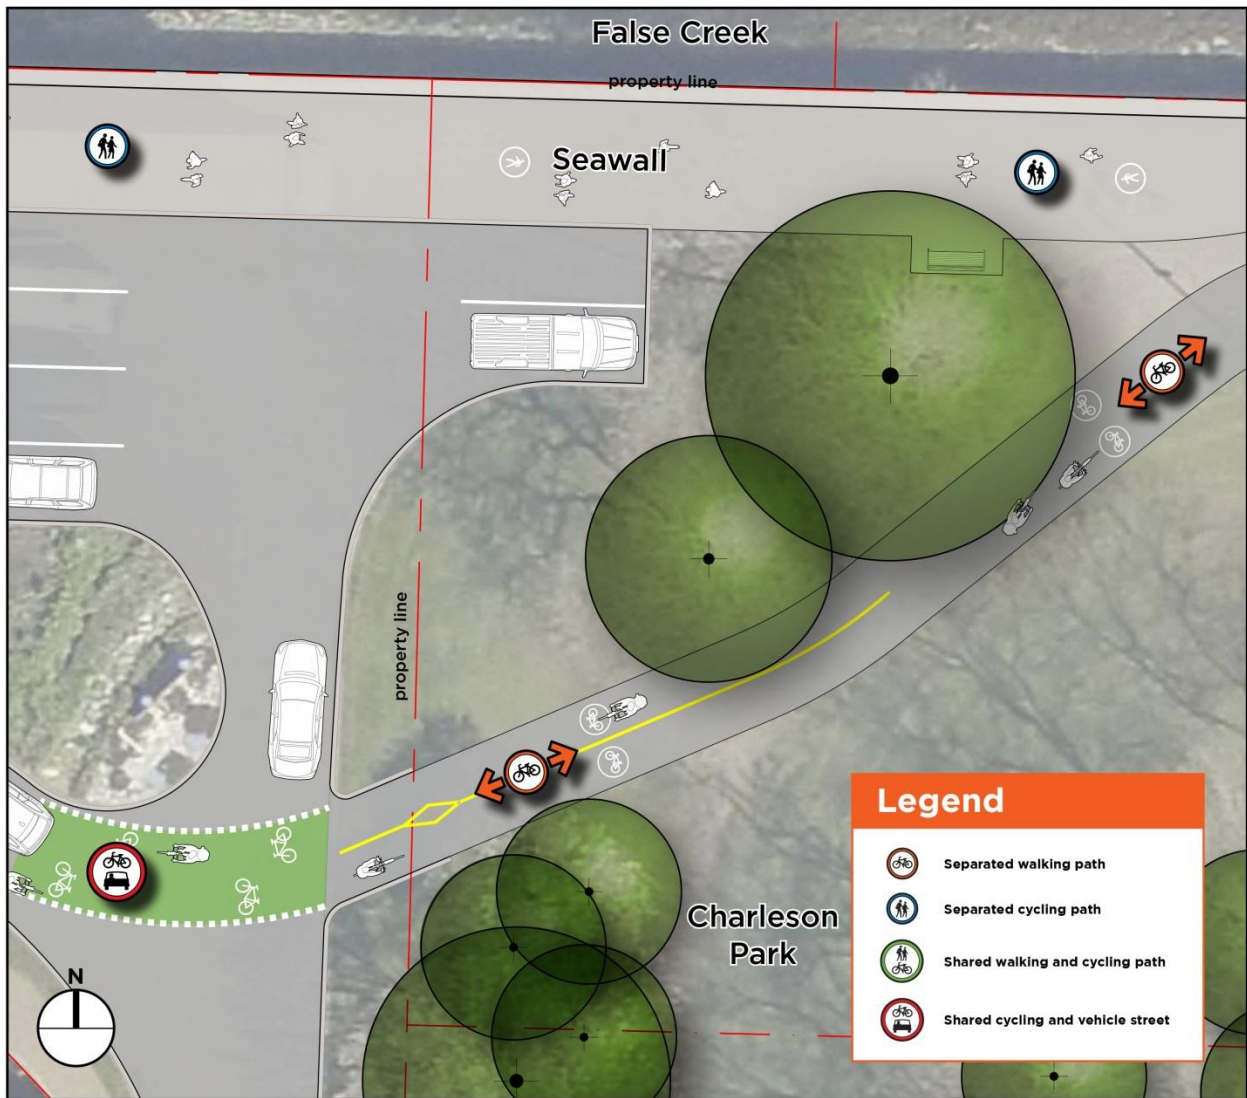 False Creek
property line
Seawall
property line
Charleson
Park
N
Legend
Separated walking path
Separated cycling path
Shared walking and cycling path
Shared cycling and vehicle street